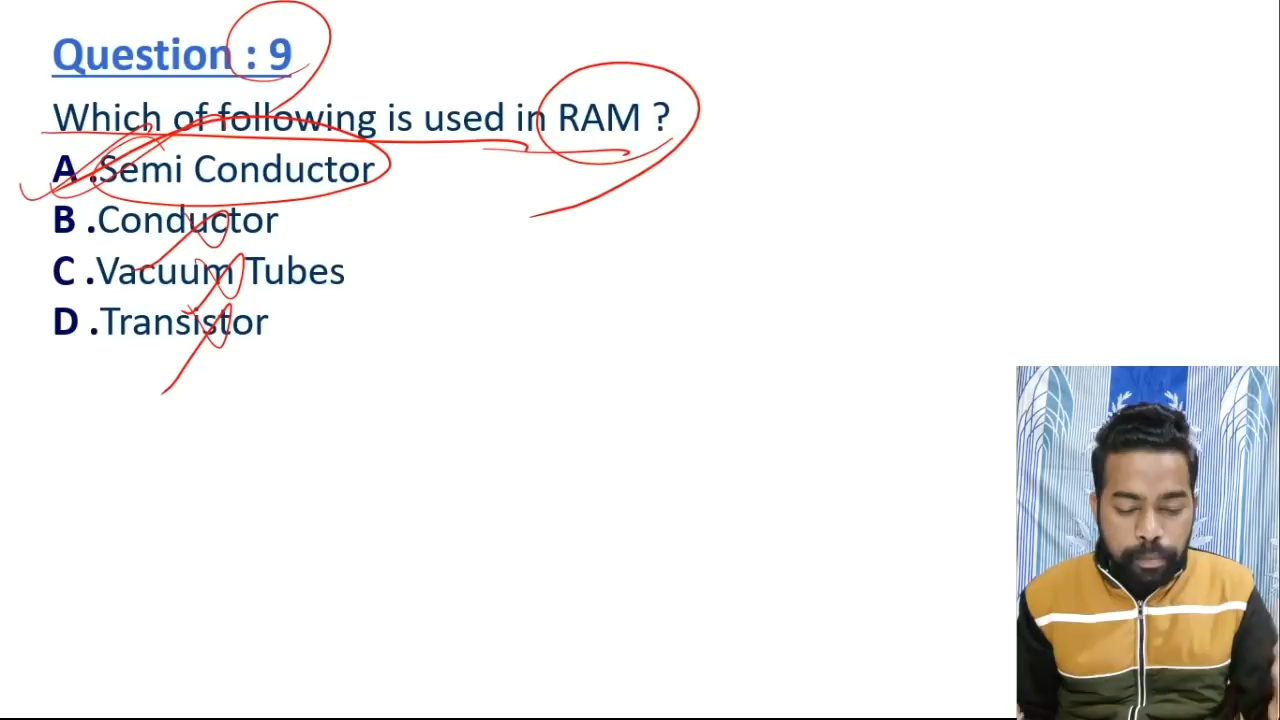 Question : 9
Which of following is used in RAM ?
A .Semi Conductor
B .Conductor
C .Vacuum Tubes
D .Transistor